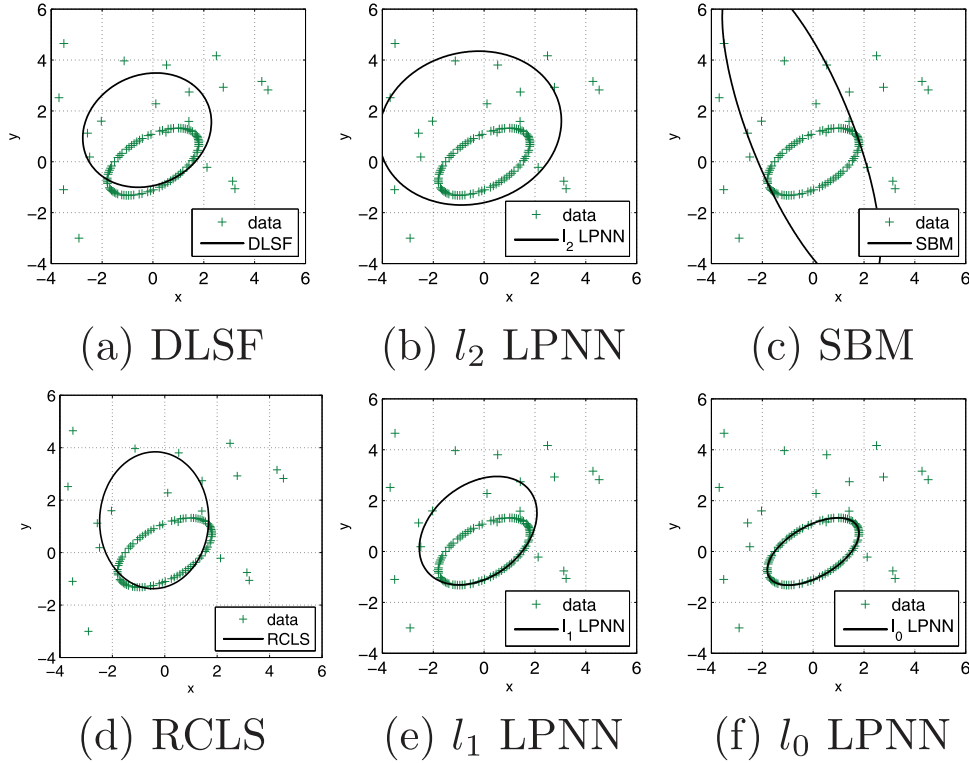 6
4
2
0
−2
−4
−4 −2 0 2 4 6
y
x
data
DLSF
(a) DLSF
6
4
2
0
−2
−4
−4 −2 0 2 4 6
y
x
data
l2 LPNN
(b) l2 LPNN
6
4
2
0
−2
−4
−4 −2 0 2 4 6
y
x
data
SBM
(c) SBM
6
4
2
0
−2
−4
−4 −2 0 2 4 6
y
x
data
RCLS
(d) RCLS
6
4
2
0
−2
−4
−4 −2 0 2 4 6
y
x
data
l1 LPNN
(e) l1 LPNN
6
4
2
0
−2
−4
−4 −2 0 2 4 6
y
x
data
l0 LPNN
(f) l0 LPNN